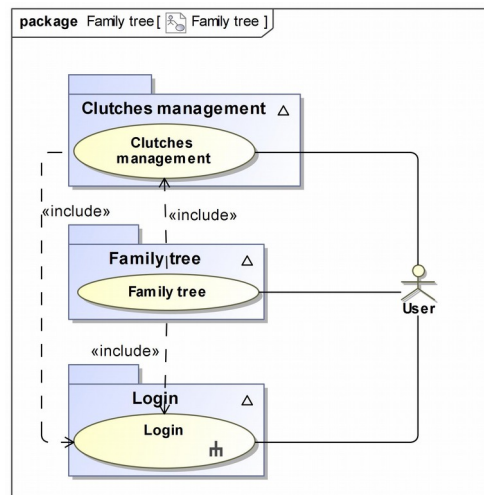 package Family tree [ Family tree ]
Clutches management
Clutches
management
«include»
«include»
Family tree
Family tree
User
«include»
Login
Login